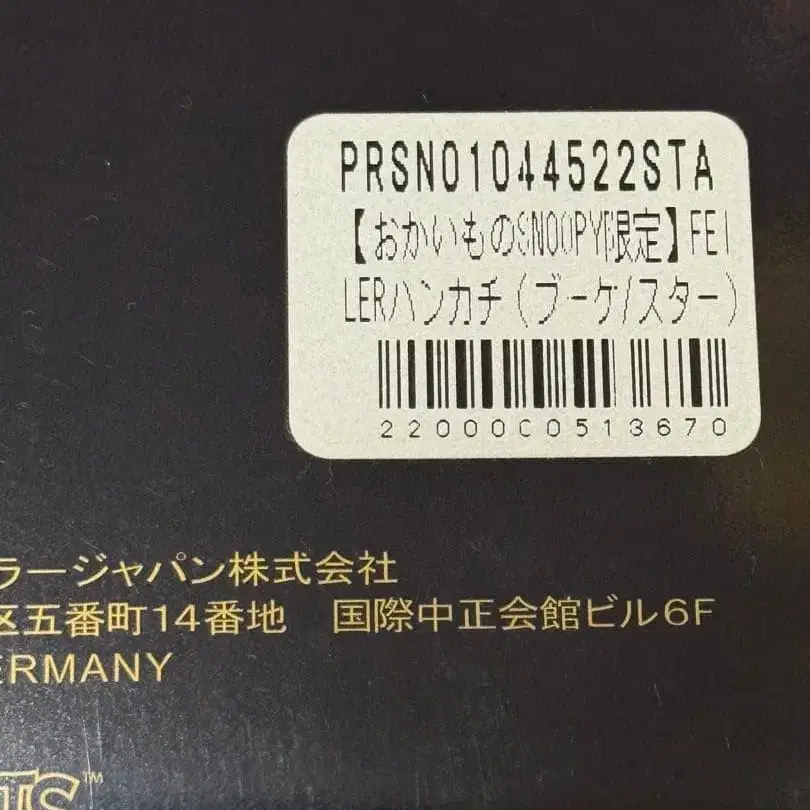 PRSN01044522STA
【おかいものSNOOPY限定】FEI
LERハンカチ(ブーケ/スター)
22000C0513670
ラージャパン株式会社
区五番町14番地 国際中正会館ビル6F
ERMANY
TS™